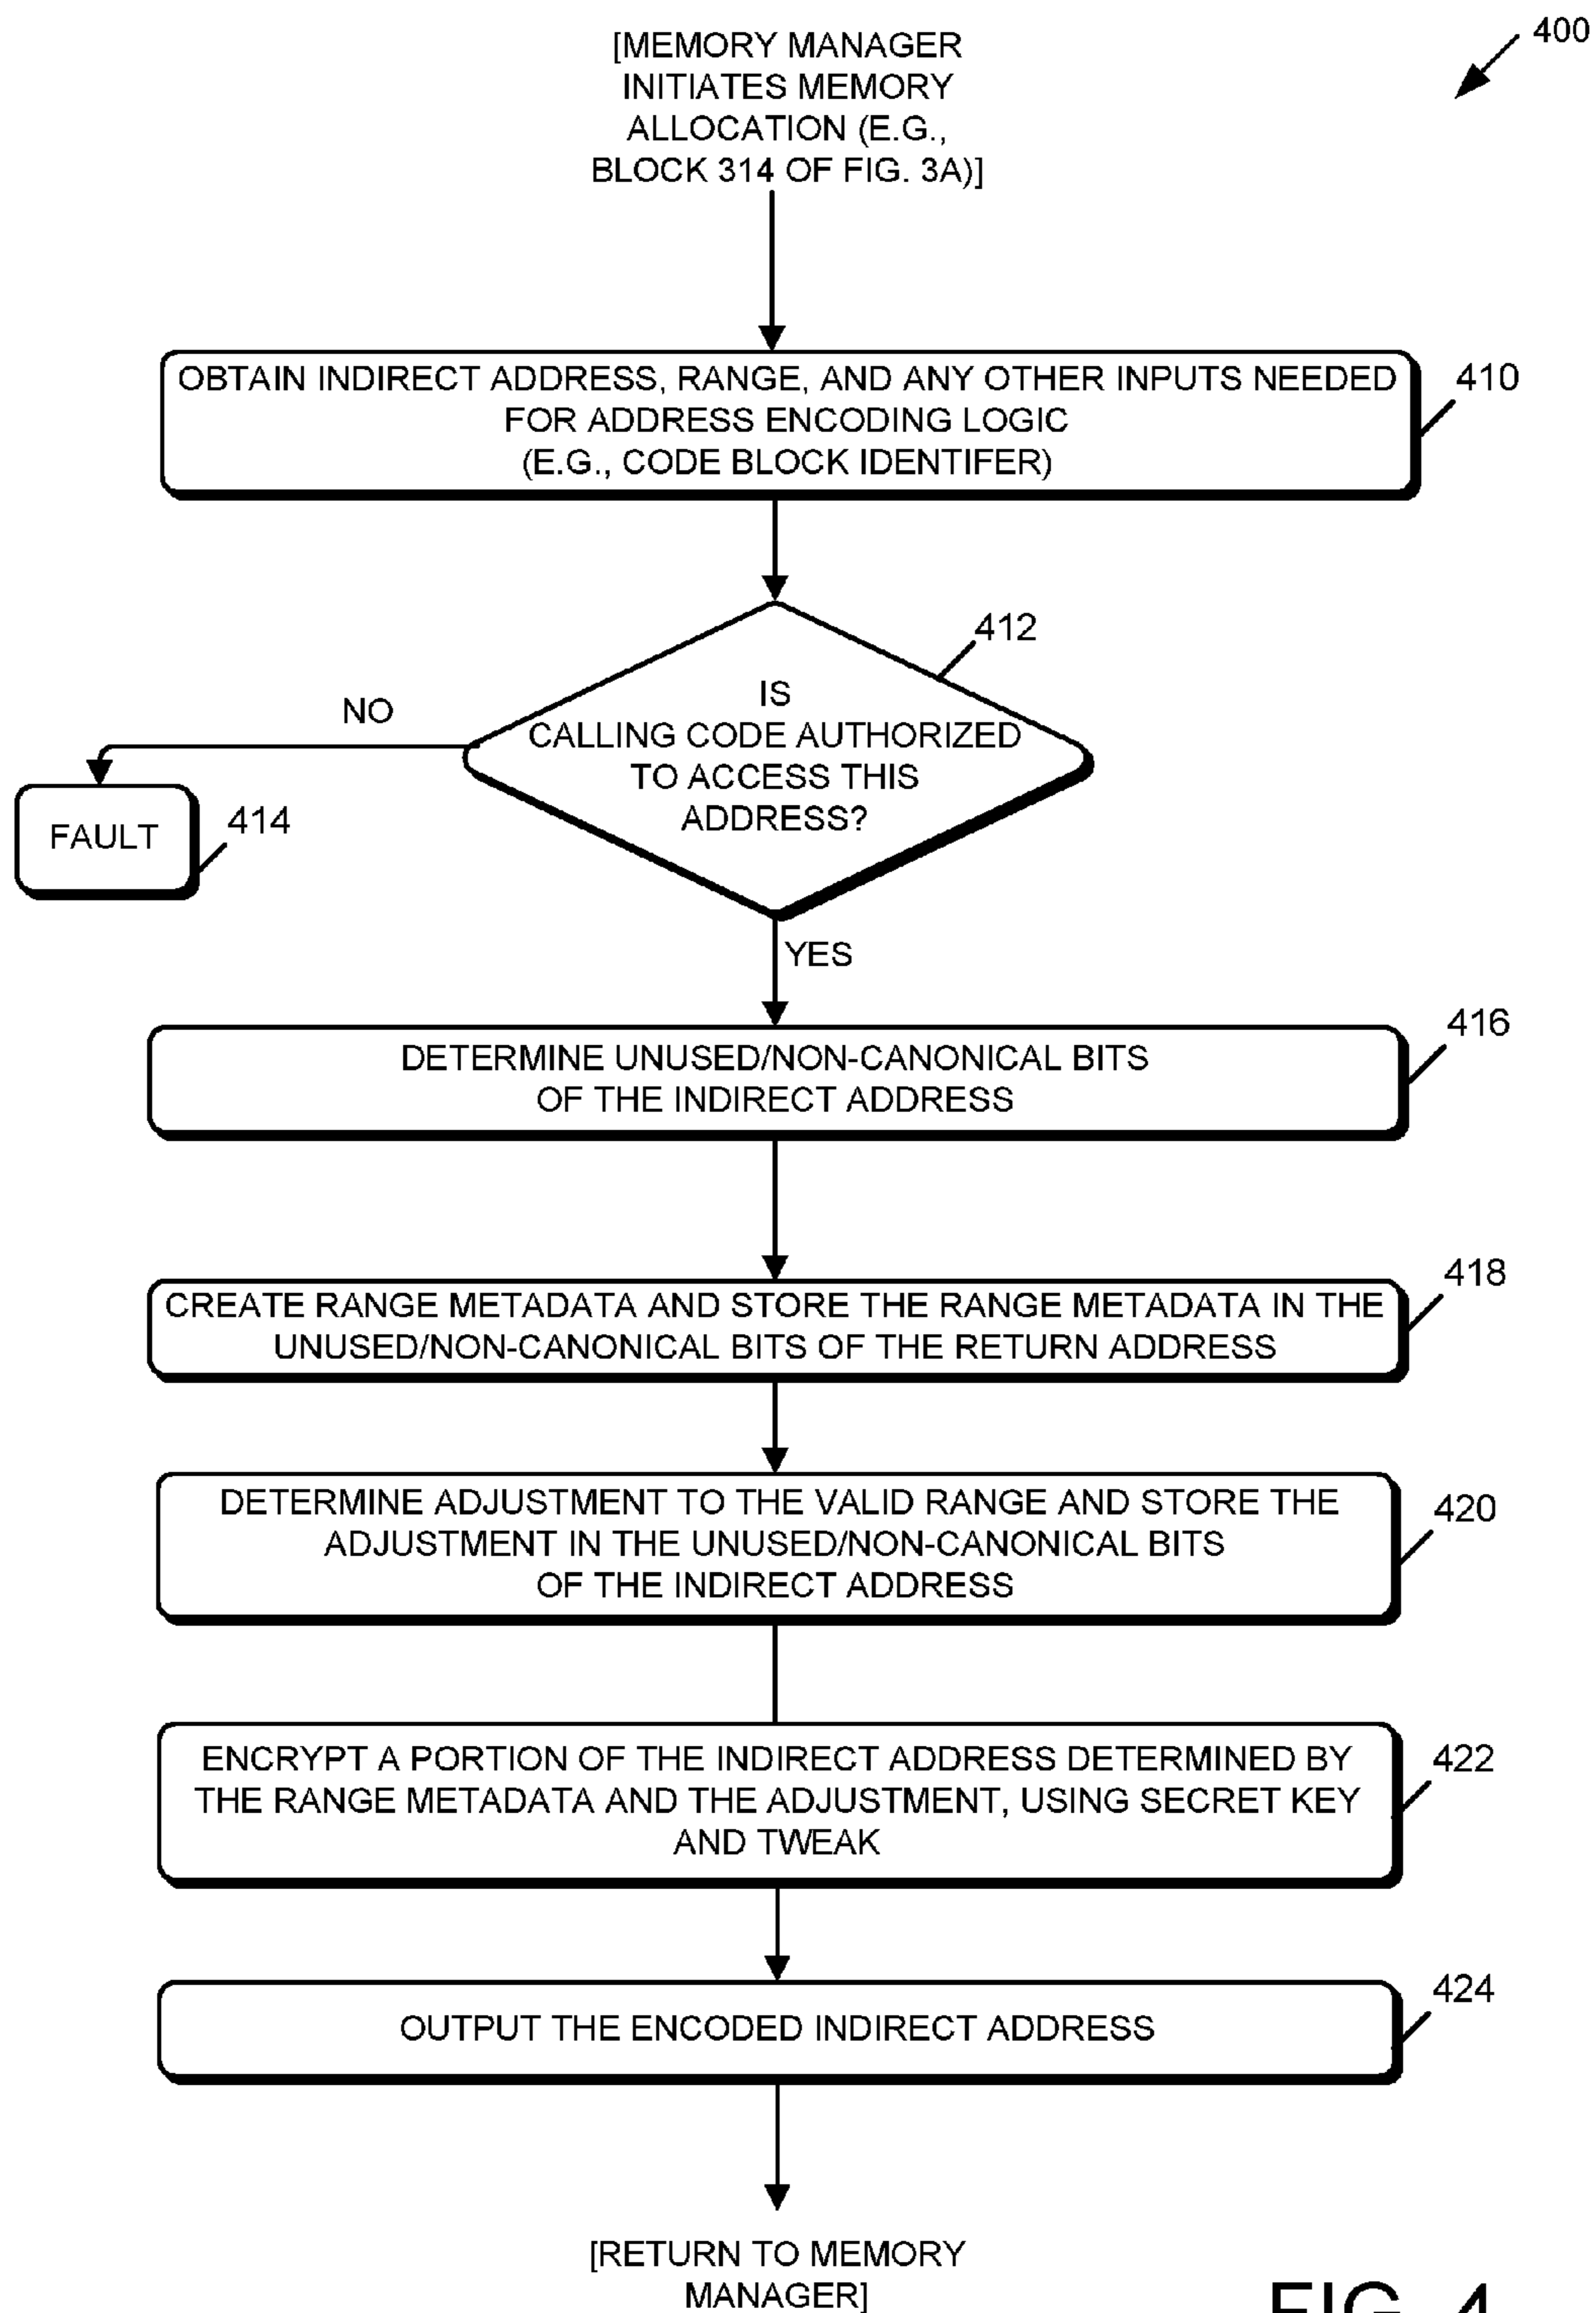 400
[MEMORY MANAGER
INITIATES MEMORY
ALLOCATION (E.G.,
BLOCK 314 OF FIG. 3A)]
OBTAIN INDIRECT ADDRESS, RANGE, AND ANY OTHER INPUTS NEEDED
FOR ADDRESS ENCODING LOGIC
(E.G., CODE BLOCK IDENTIFER)
410
412
IS
CALLING CODE AUTHORIZED
TO ACCESS THIS
ADDRESS?
NO
FAULT
414
YES
DETERMINE UNUSED/NON-CANONICAL BITS
OF THE INDIRECT ADDRESS
416
CREATE RANGE METADATA AND STORE THE RANGE METADATA IN THE
UNUSED/NON-CANONICAL BITS OF THE RETURN ADDRESS
418
DETERMINE ADJUSTMENT TO THE VALID RANGE AND STORE THE
ADJUSTMENT IN THE UNUSED/NON-CANONICAL BITS
OF THE INDIRECT ADDRESS
420
ENCRYPT A PORTION OF THE INDIRECT ADDRESS DETERMINED BY
THE RANGE METADATA AND THE ADJUSTMENT, USING SECRET KEY
AND TWEAK
422
OUTPUT THE ENCODED INDIRECT ADDRESS
424
[RETURN TO MEMORY
MANAGER]
FIG. 4